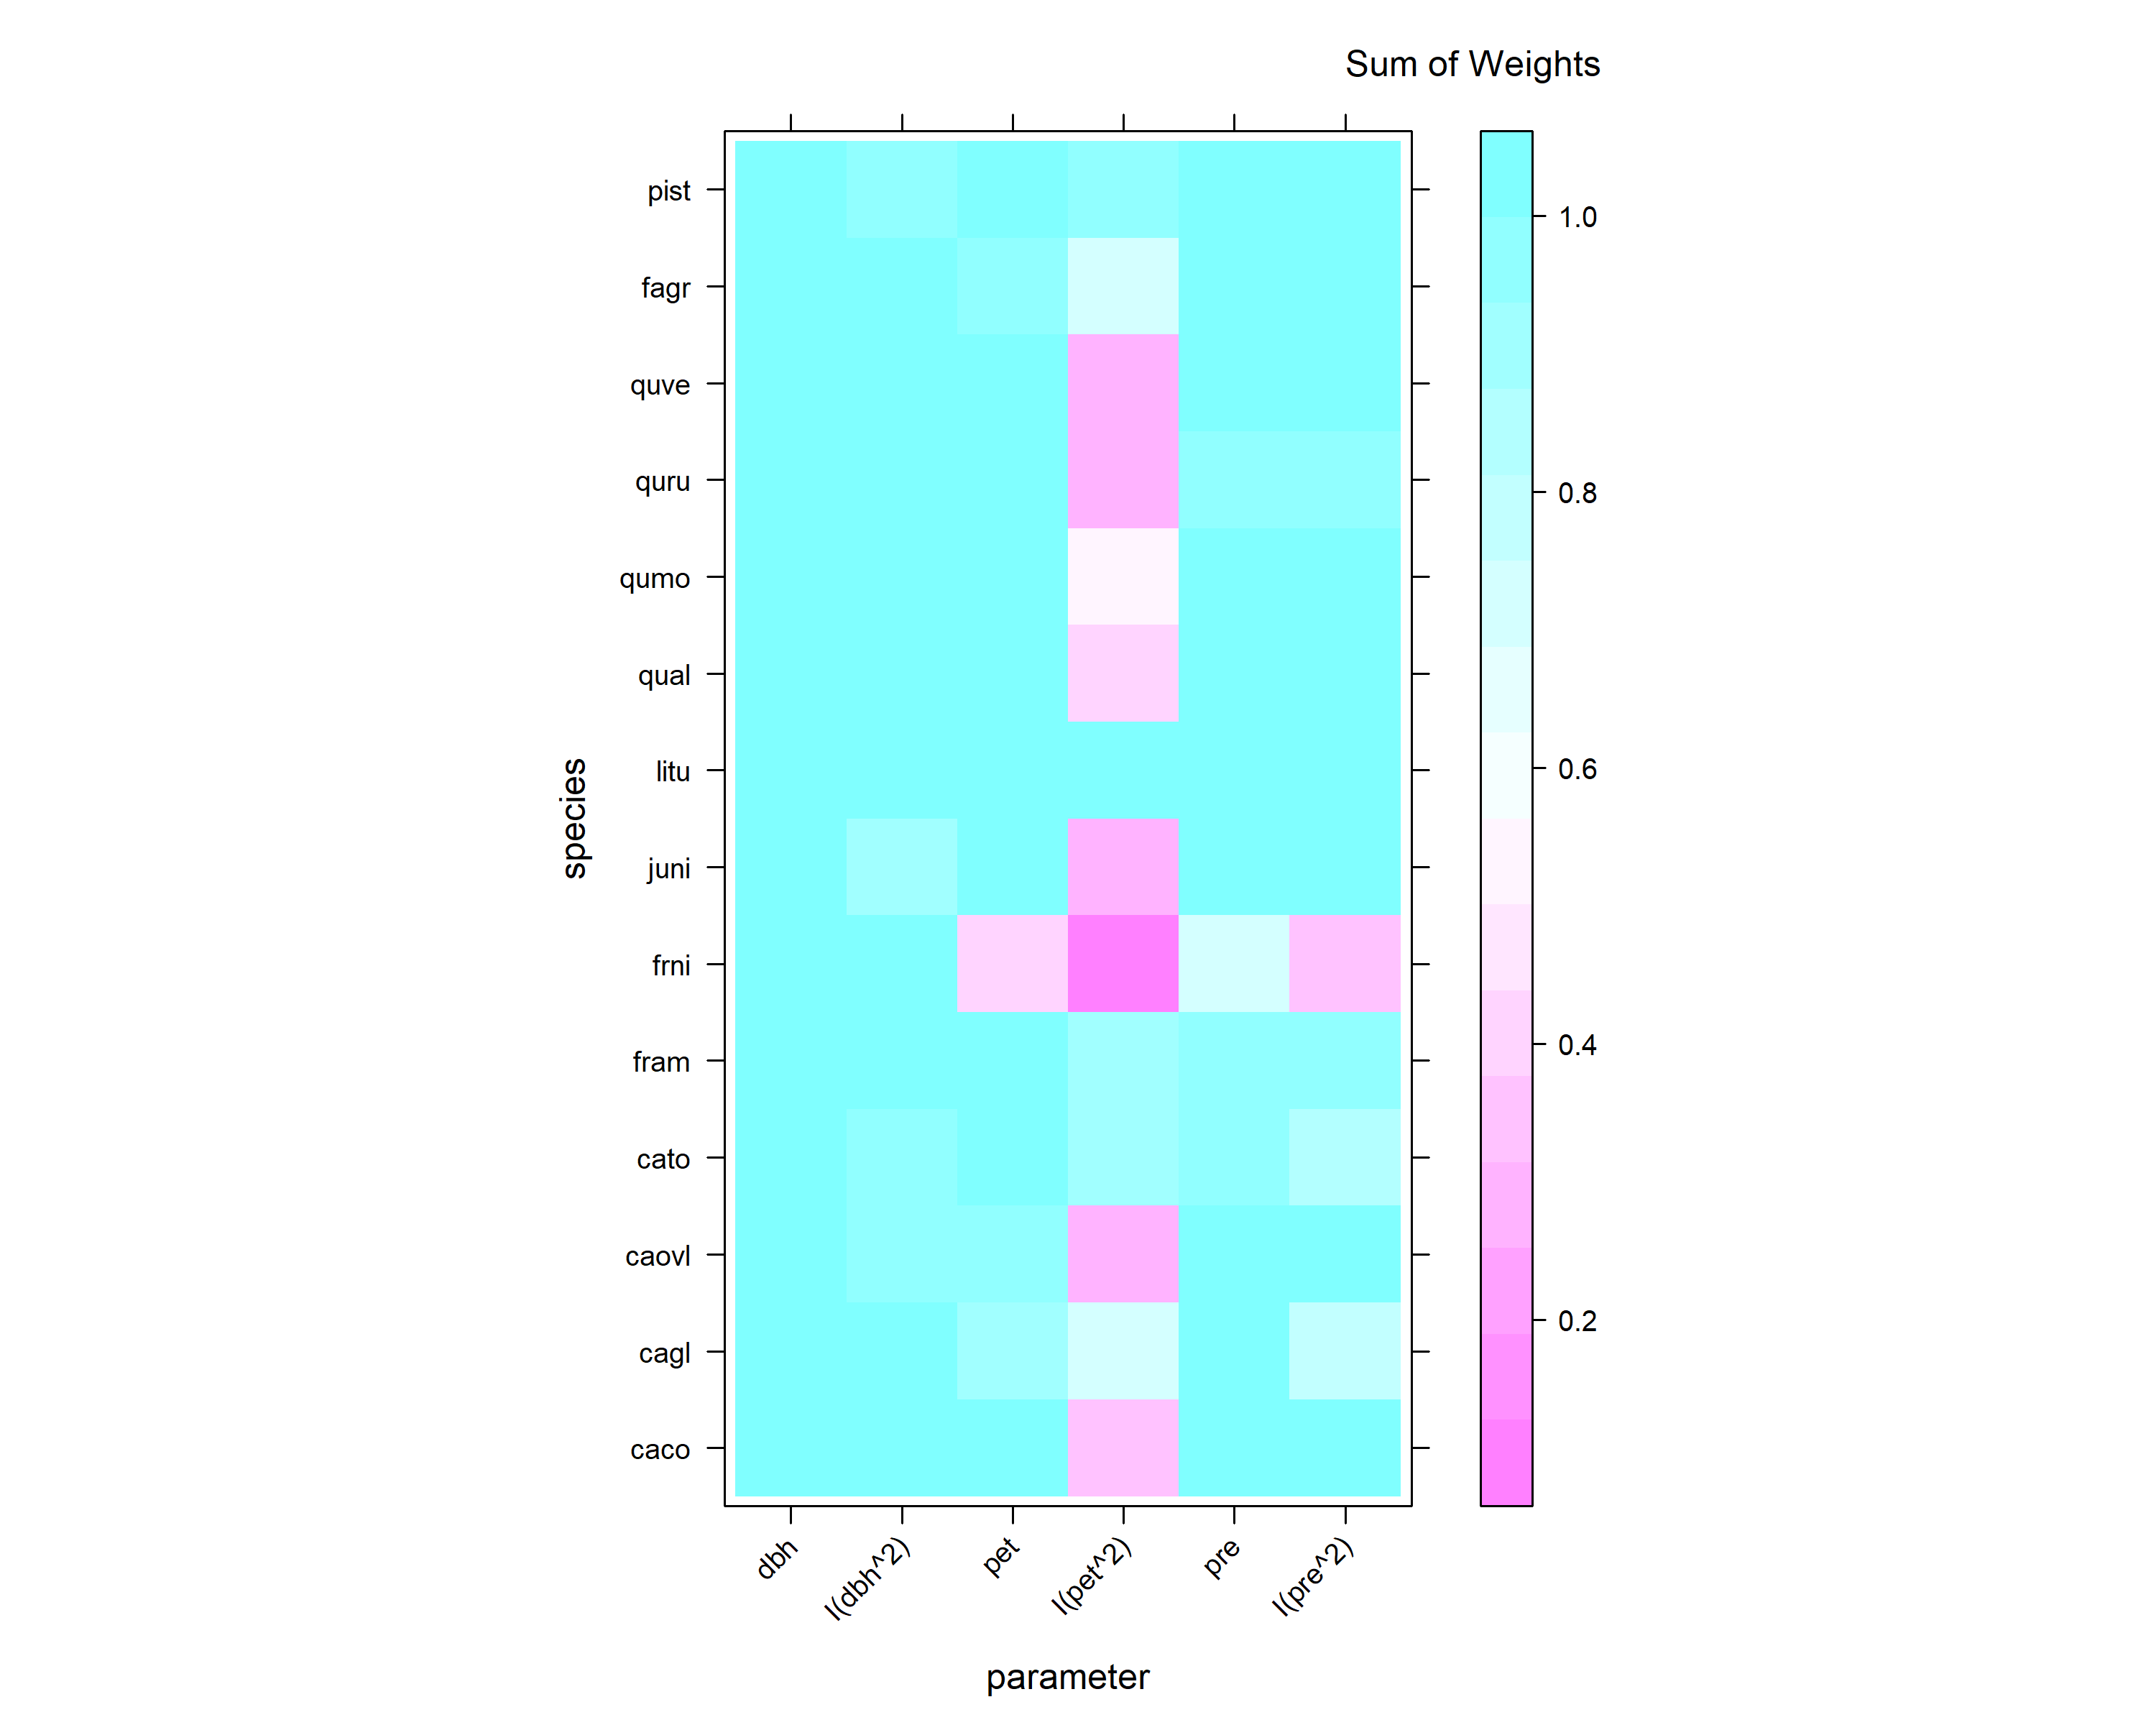 Sum of Weights
pist
fagr
quve
quru
qumo
qual
litu
juni
frni
fram
cato
caovl
cagl
caco
species
1.0
0.8
0.6
0.4
0.2
dbh
I(dbh^2)
pet
I(pet^2)
pre
I(pre^2)
parameter